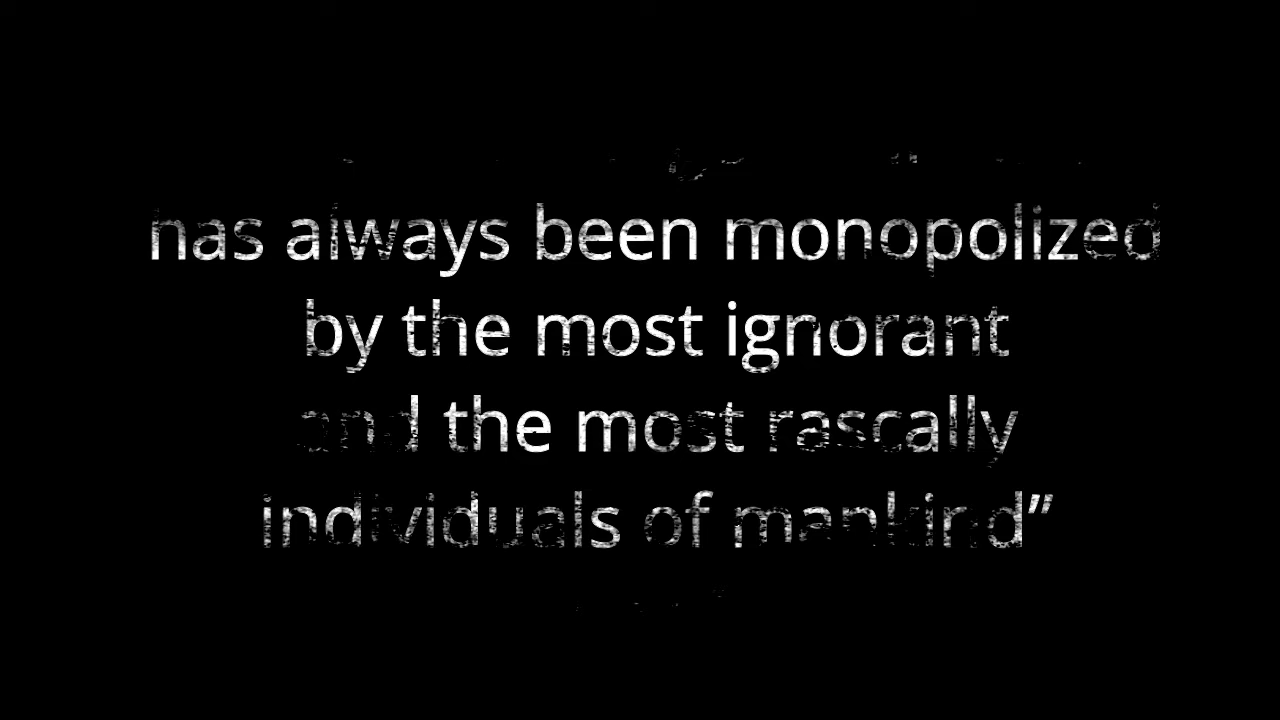 has always been monopolized
by the most ignorant
and the most rascally
individuals of mankind”